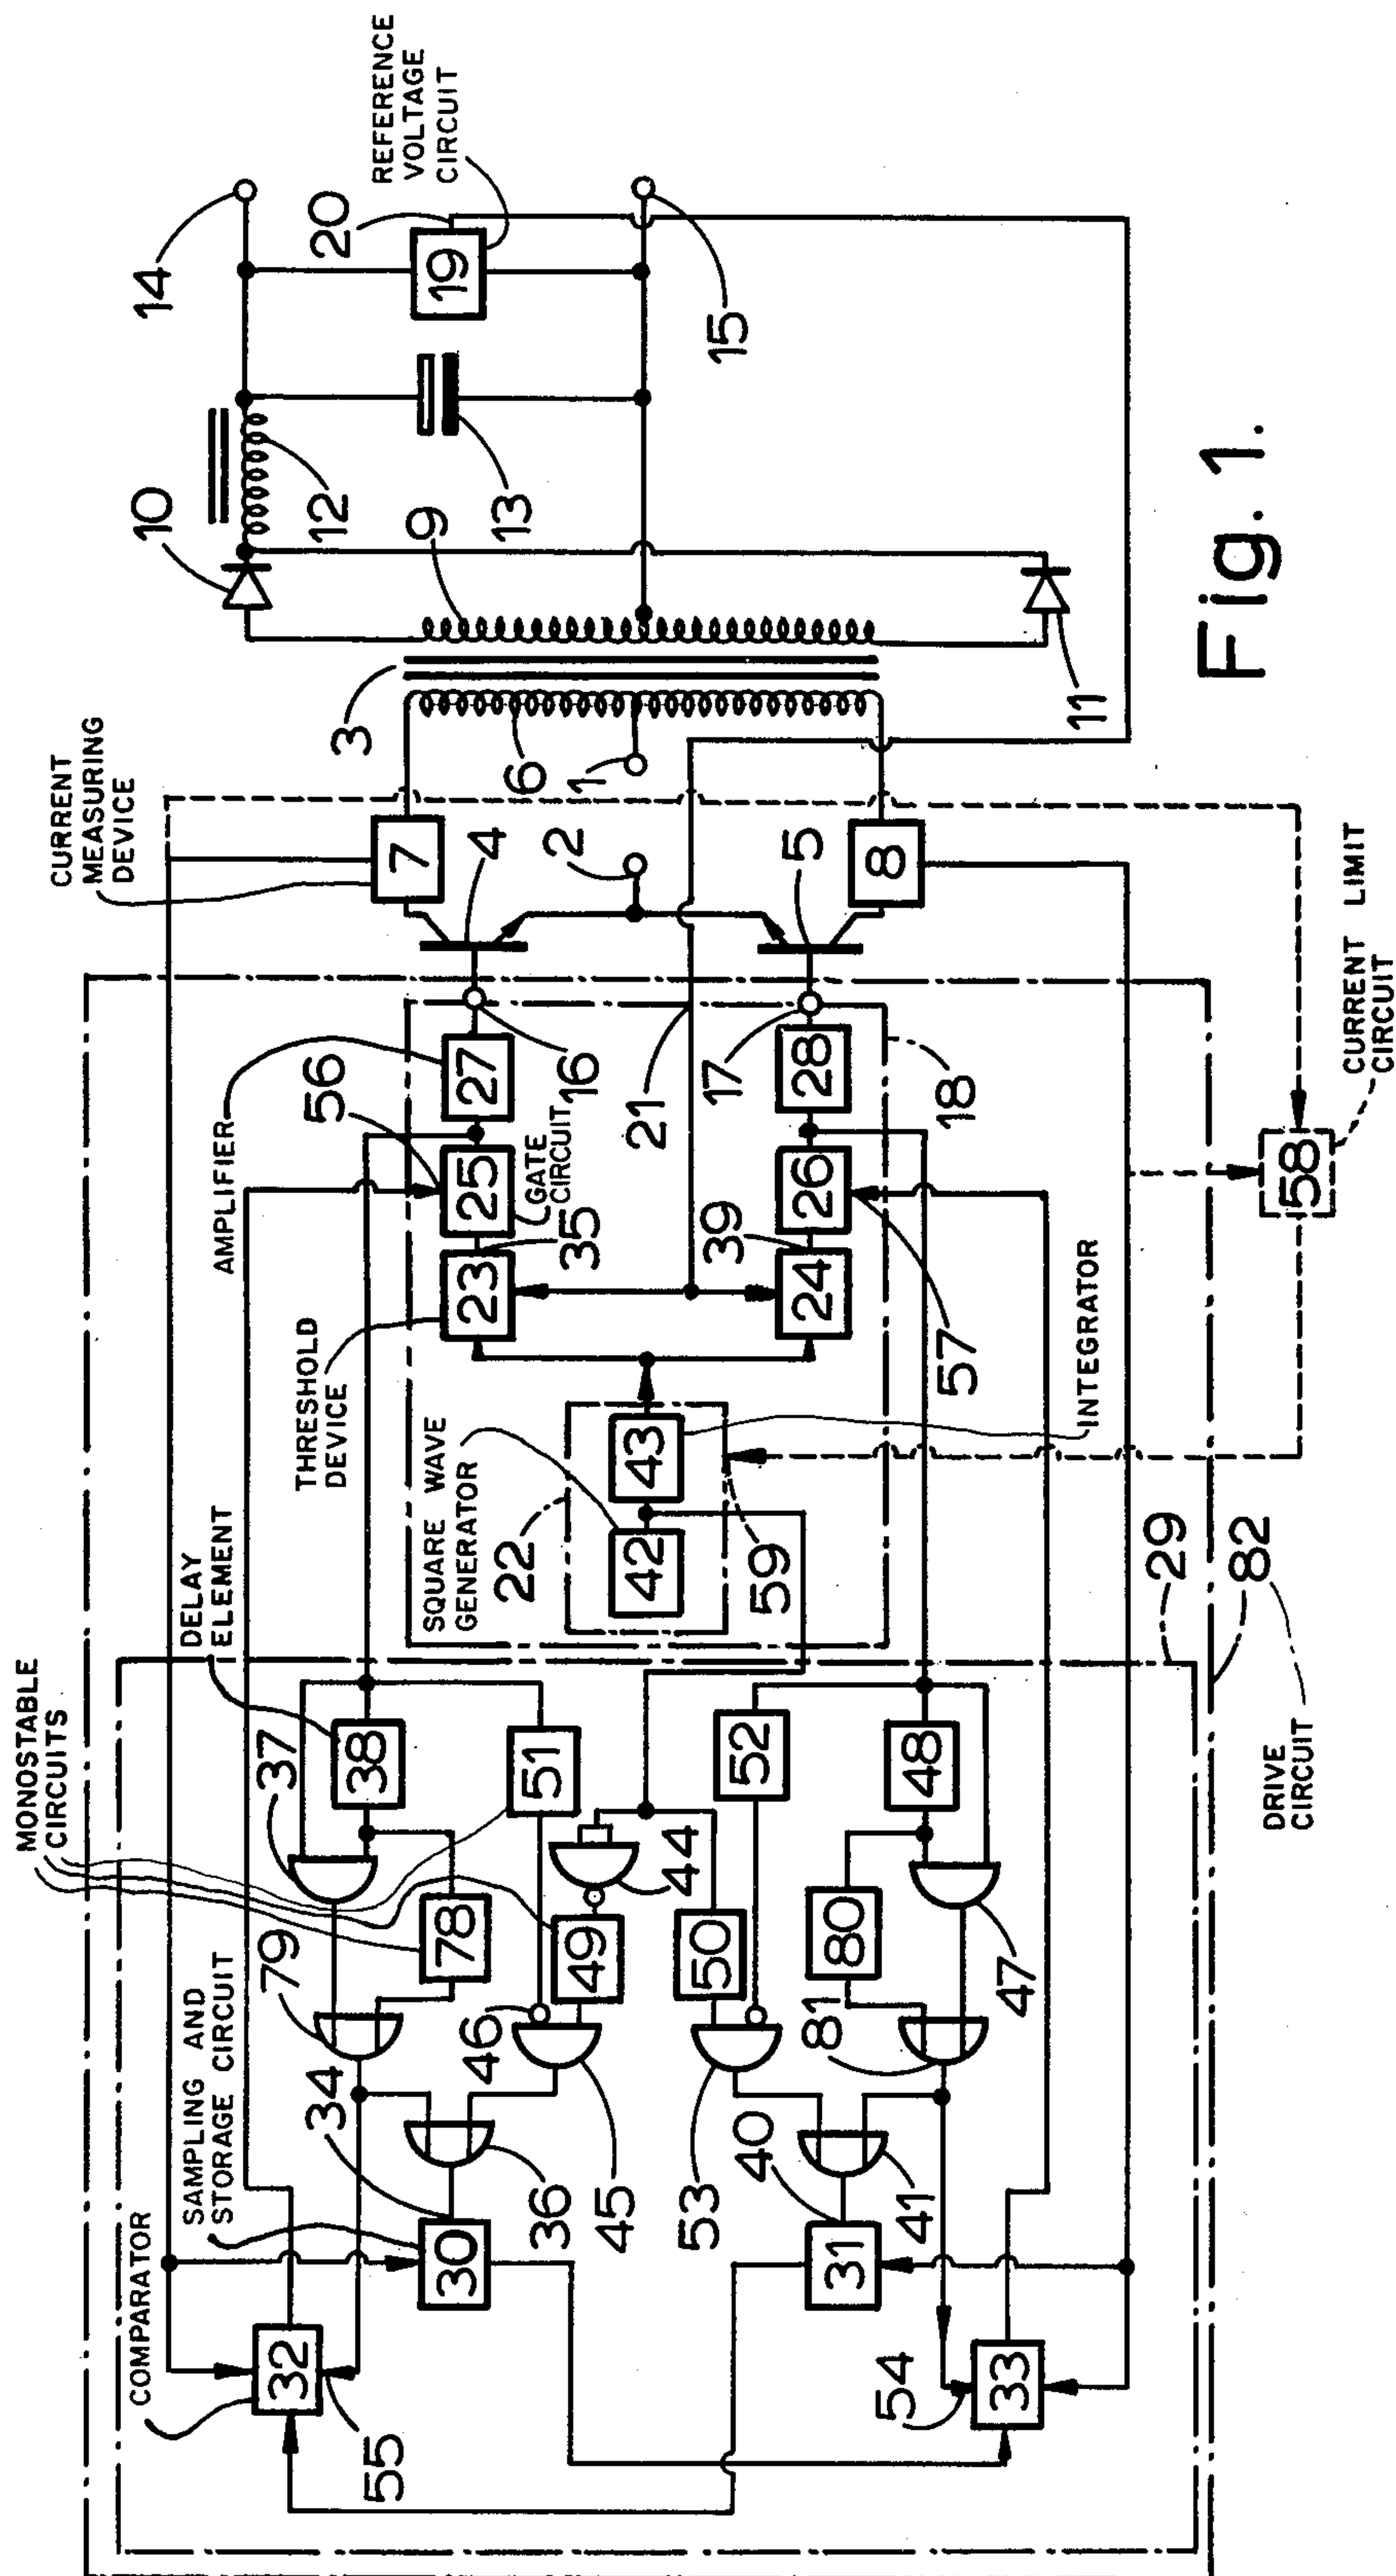 MONOSTABLE
CIRCUITS
DELAY
ELEMENT
SAMPLING AND
STORAGE CIRCUIT
COMPARATOR
THRESHOLD
DEVICE
SQUARE WAVE
GENERATOR
AMPLIFIER
GATE
CIRCUIT
CURRENT
MEASURING
DEVICE
REFERENCE
VOLTAGE
CIRCUIT
INTEGRATOR
CURRENT LIMIT
CIRCUIT
DRIVE
CIRCUIT
32
55
30
34
36
79
37
38
78
51
46
49
44
45
53
50
52
40
31
41
81
80
48
47
54
33
22
42
43
59
23
35
25
56
27
16
21
24
39
26
57
28
17
18
29
82
58
7
4
2
5
8
3
6
1
9
10
11
12
13
14
15
19
20
Fig. 1.